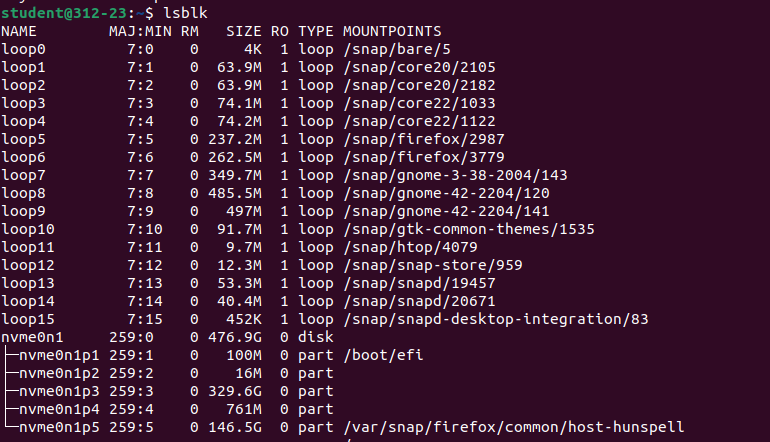 student@312-23:~$ lsblk
NAME        MAJ:MIN RM   SIZE RO TYPE MOUNTPOINTS
loop0         7:0    0     4K  1 loop /snap/bare/5
loop1         7:1    0  63.9M  1 loop /snap/core20/2105
loop2         7:2    0  63.9M  1 loop /snap/core20/2182
loop3         7:3    0  74.1M  1 loop /snap/core22/1033
loop4         7:4    0  74.2M  1 loop /snap/core22/1122
loop5         7:5    0 237.2M  1 loop /snap/firefox/2987
loop6         7:6    0 262.5M  1 loop /snap/firefox/3779
loop7         7:7    0 349.7M  1 loop /snap/gnome-3-38-2004/143
loop8         7:8    0 485.5M  1 loop /snap/gnome-42-2204/120
loop9         7:9    0   497M  1 loop /snap/gnome-42-2204/141
loop10        7:10   0  91.7M  1 loop /snap/gtk-common-themes/1535
loop11        7:11   0   9.7M  1 loop /snap/htop/4079
loop12        7:12   0  12.3M  1 loop /snap/snap-store/959
loop13        7:13   0  53.3M  1 loop /snap/snapd/19457
loop14        7:14   0  40.4M  1 loop /snap/snapd/20671
loop15        7:15   0   452K  1 loop /snap/snapd-desktop-integration/83
nvme0n1     259:0    0 476.9G  0 disk
├─nvme0n1p1 259:1    0   100M  0 part /boot/efi
├─nvme0n1p2 259:2    0    16M  0 part
├─nvme0n1p3 259:3    0 329.6G  0 part
├─nvme0n1p4 259:4    0   761M  0 part
└─nvme0n1p5 259:5    0 146.5G  0 part /var/snap/firefox/common/host-hunspell